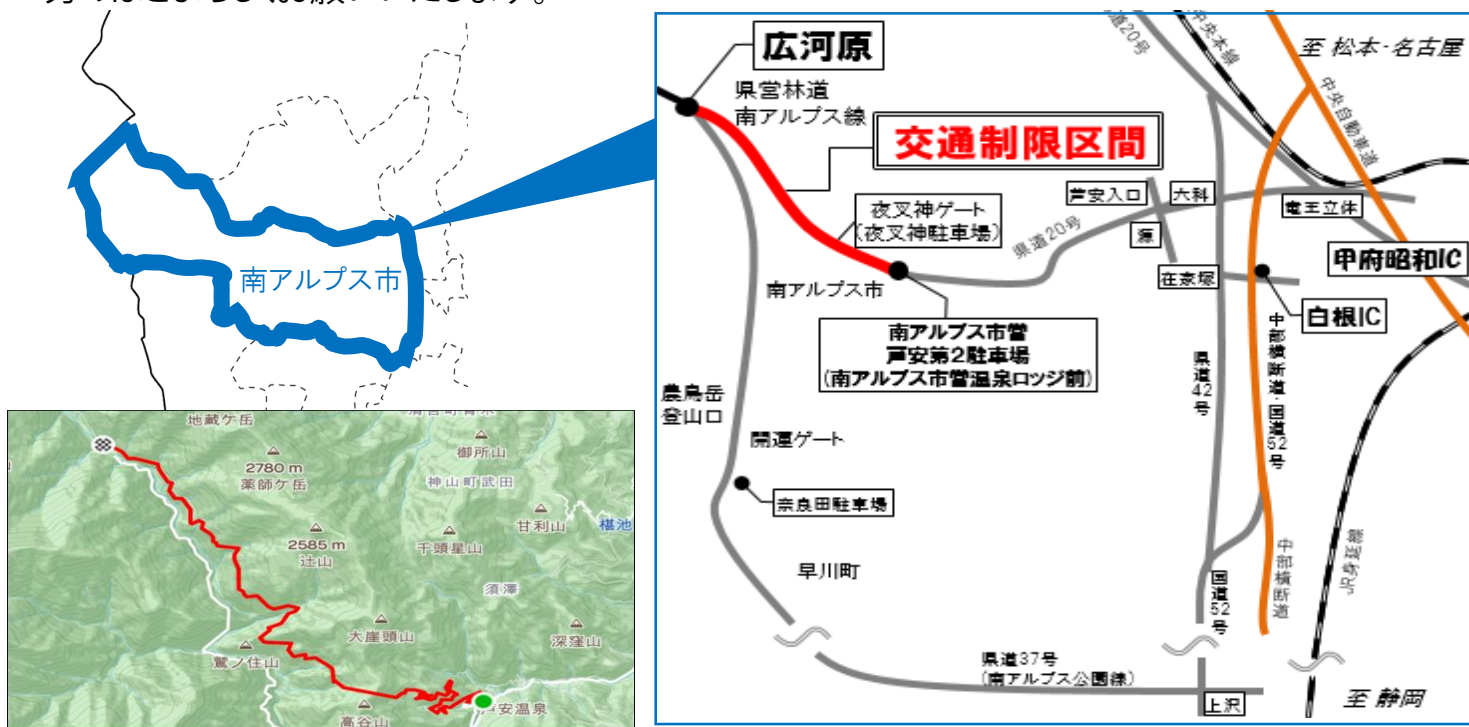 お願いいたします。
南アルプス市
広河原
県営林道
南アルプス線
交通制限区間
夜叉神ゲート
(夜叉神駐車場)
南アルプス市
南アルプス市営
芦安第2駐車場
(南アルプス市営温泉ロッジ前)
農鳥岳
登山口
開運ゲート
奈良田駐車場
早川町
県道37号
(南アルプス公園線)
上沢
国道52号
県道42号
県道20号
芦安入口
六科
源
在家塚
竜王立体
甲府昭和IC
白根IC
中部横断道・国道52号
中部横断道
JR身延線
至 静岡
至 松本・名古屋
中央自動車道
中央本線
国道20号
地蔵ケ岳
2780 m
薬師ケ岳
御所山
神山町武田
甘利山
椹池
千頭星山
2585 m
辻山
須澤
大崖頭山
深窪山
鷲ノ住山
芦安温泉
高谷山